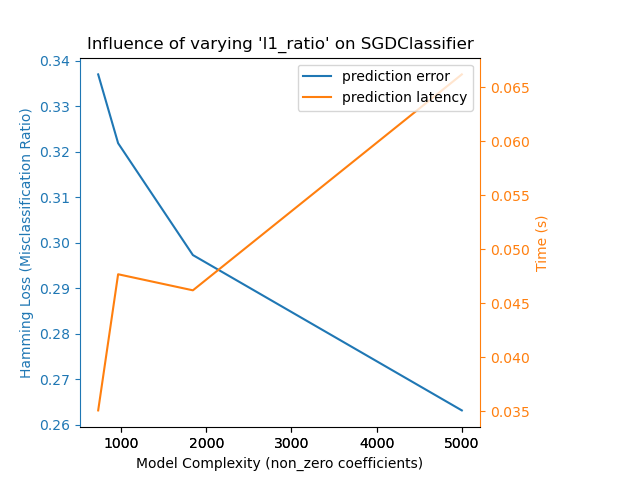 Influence of varying 'l1_ratio' on SGDClassifier
prediction error
prediction latency
0.34
0.33
0.32
0.31
0.30
0.29
0.28
0.27
0.26
Hamming Loss (Misclassification Ratio)
0.065
0.060
0.055
0.050
0.045
0.040
0.035
Time (s)
1000 2000 3000 4000 5000
Model Complexity (non_zero coefficients)